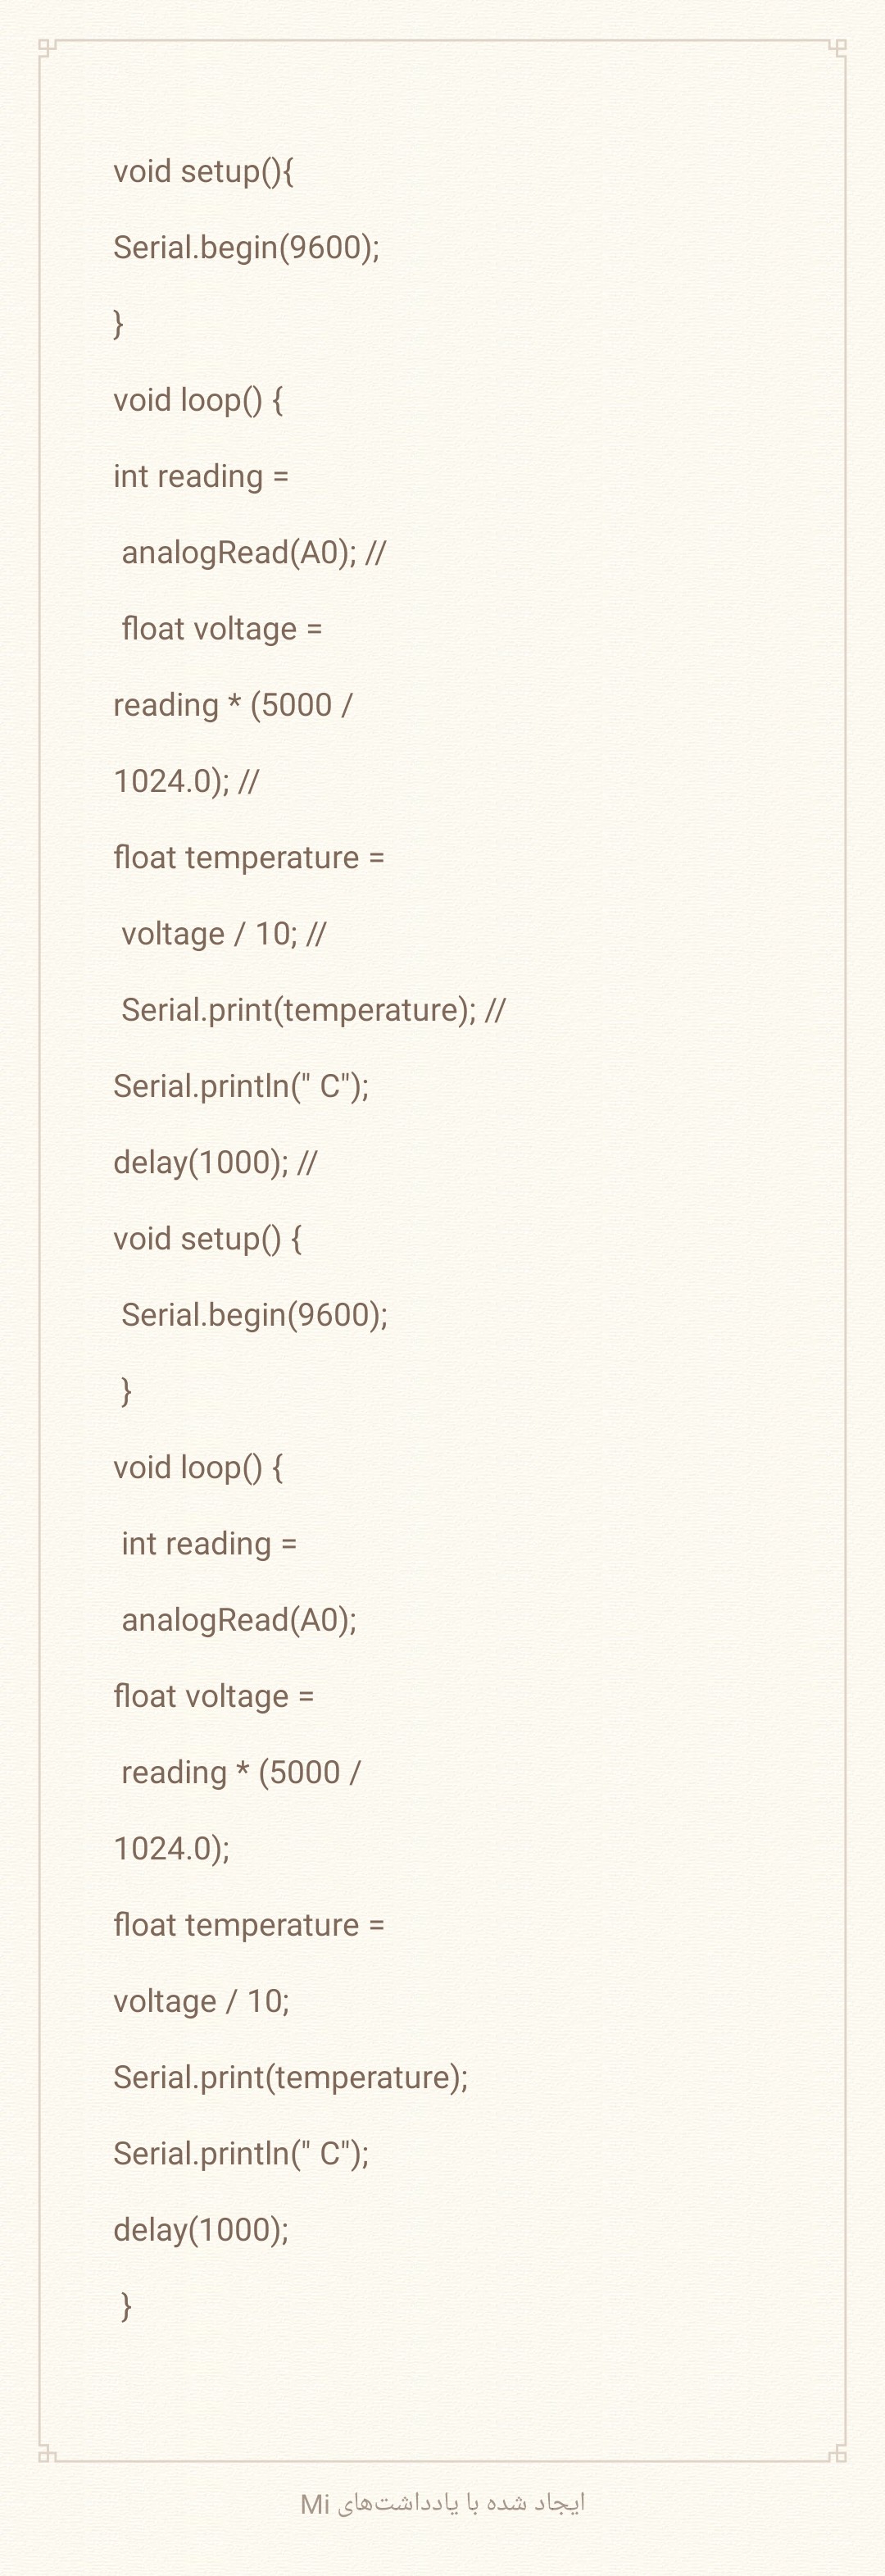 void setup(){
Serial.begin(9600);
}
void loop() {
int reading =
analogRead(A0); //
float voltage =
reading * (5000 /
1024.0); //
float temperature =
voltage / 10; //
Serial.print(temperature); //
Serial.println(" C");
delay(1000); //
void setup() {
Serial.begin(9600);
}
void loop() {
int reading =
analogRead(A0);
float voltage =
reading * (5000 /
1024.0);
float temperature =
voltage / 10;
Serial.print(temperature);
Serial.println(" C");
delay(1000);
}
ایجاد شده با یادداشت‌های Mi